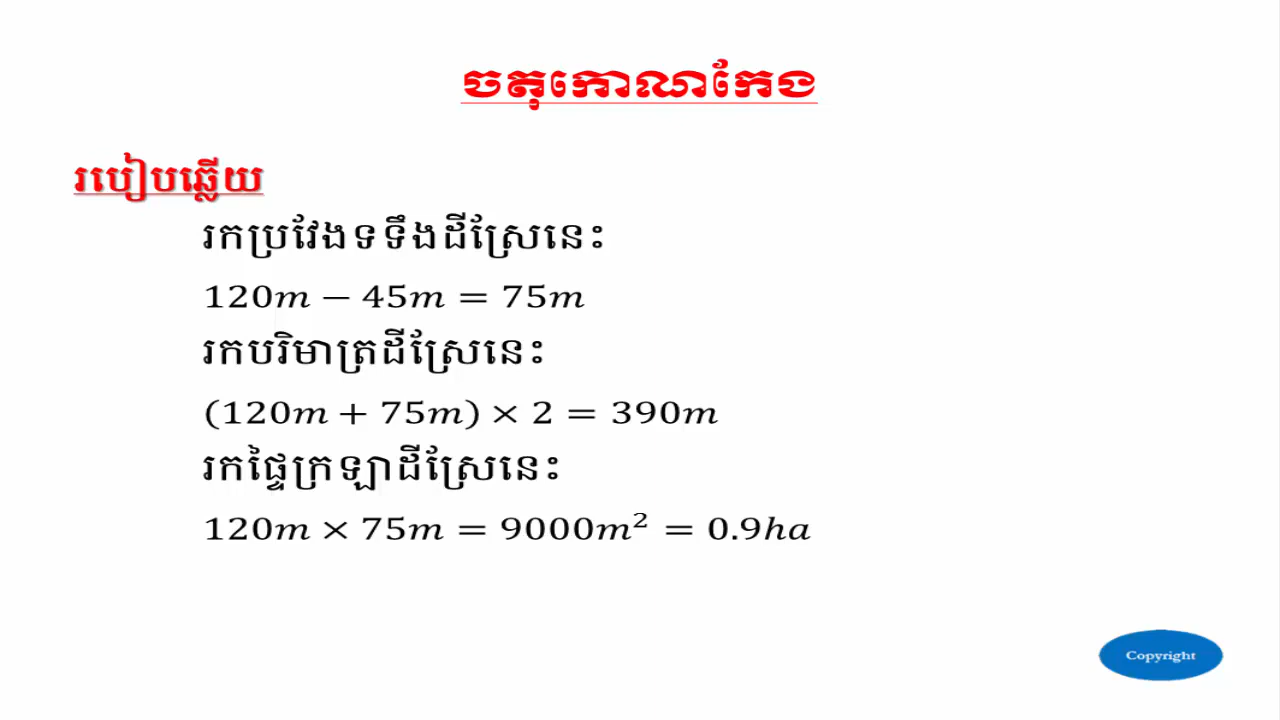 ចតុកោណកែង
របៀបឆ្លើយ
រកប្រវែងទទឹងដីស្រែនេះ
120m − 45m = 75m
រកបរិមាត្រដីស្រែនេះ
(120m + 75m) × 2 = 390m
រកផ្ទៃក្រឡាដីស្រែនេះ
120m × 75m = 9000m² = 0.9ha
Copyright